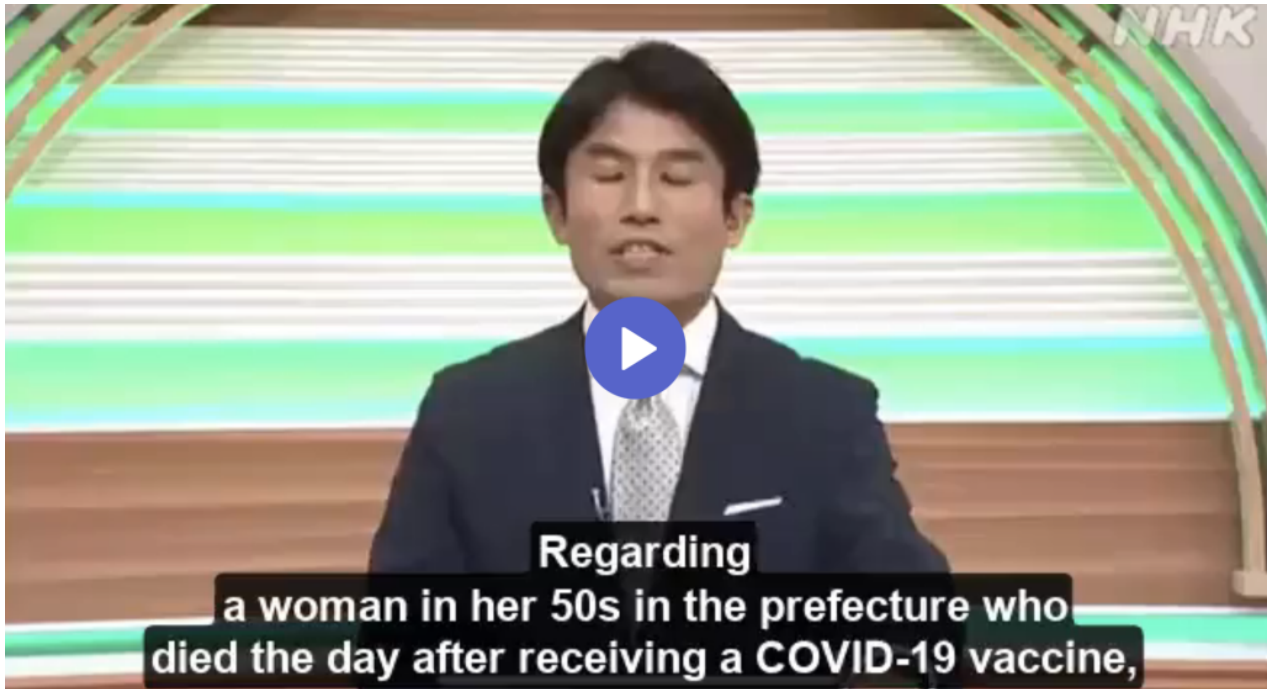 NHK
Regarding
a woman in her 50s in the prefecture who
died the day after receiving a COVID-19 vaccine,